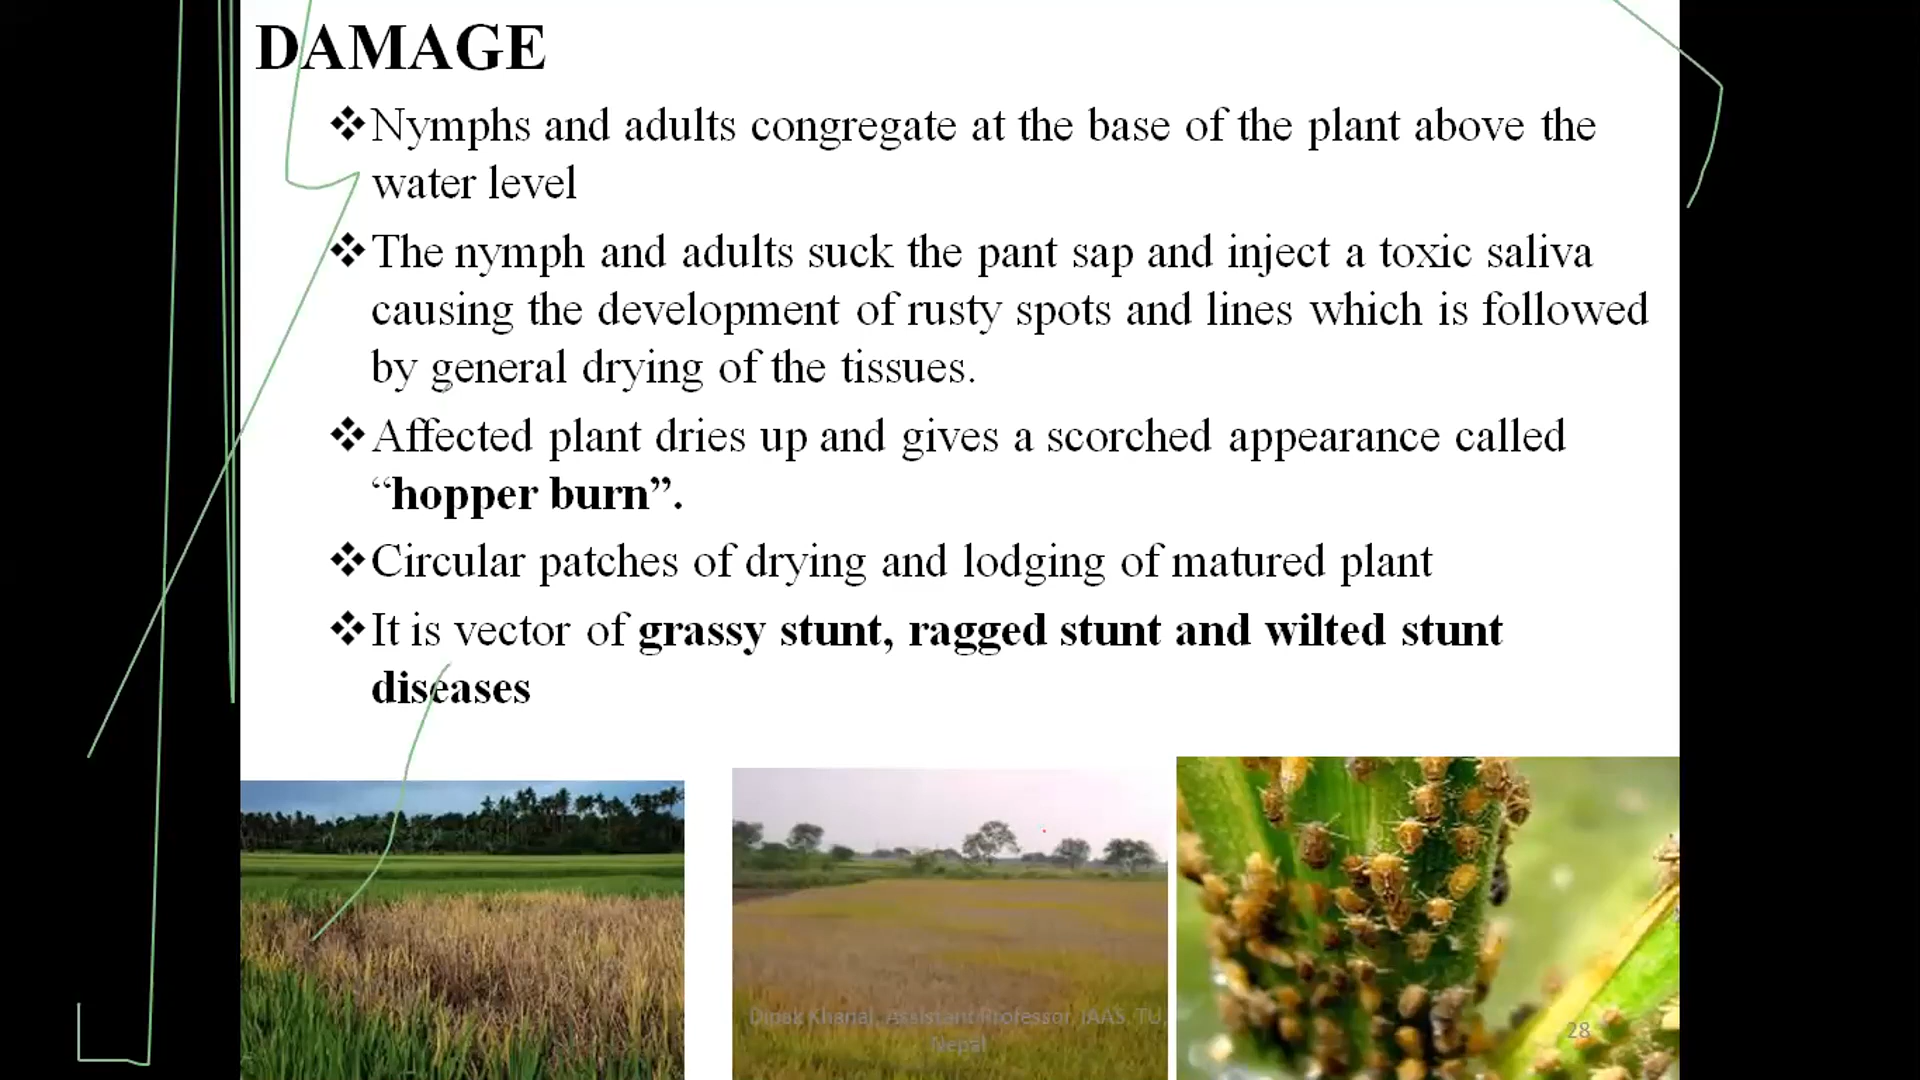 DAMAGE
❖Nymphs and adults congregate at the base of the plant above the
water level
❖The nymph and adults suck the pant sap and inject a toxic saliva
causing the development of rusty spots and lines which is followed
by general drying of the tissues.
❖Affected plant dries up and gives a scorched appearance called
“hopper burn”.
❖Circular patches of drying and lodging of matured plant
❖It is vector of grassy stunt, ragged stunt and wilted stunt
diseases
Dipak Khanal, Assistant Professor, IAAS, TU,
Nepal
28